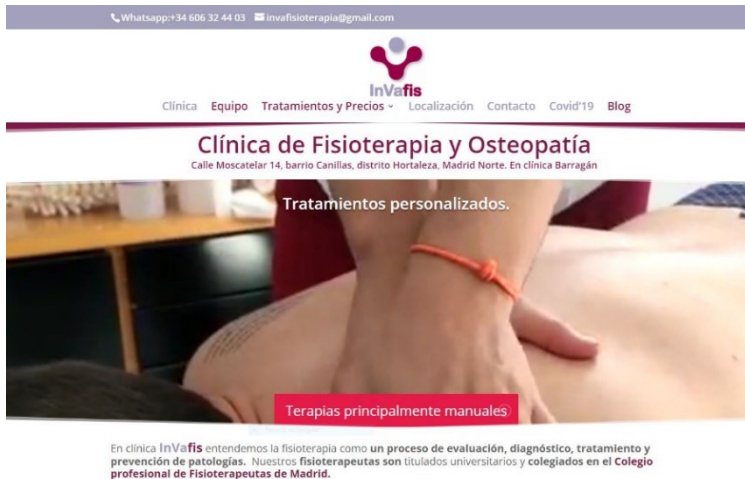 Whatsapp:+34 606 32 44 03 invafisioterapia@gmail.com
InVafis
Clínica Equipo Tratamientos y Precios Localización Contacto Covid'19 Blog
Clínica de Fisioterapia y Osteopatía
Calle Moscatelar 14, barrio Canillas, distrito Hortaleza, Madrid Norte. En clínica Barragán
Tratamientos personalizados.
Terapias principalmente manuales
En clínica InVafis entendemos la fisioterapia como un proceso de evaluación, diagnóstico, tratamiento y
prevención de patologías. Nuestros fisioterapeutas son titulados universitarios y colegiados en el Colegio
profesional de Fisioterapeutas de Madrid.